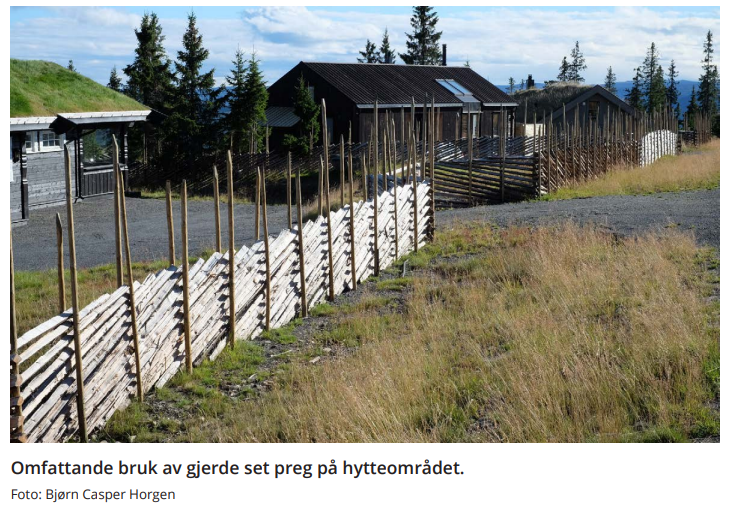 Omfattande bruk av gjerde set preg på hytteområdet.
Foto: Bjørn Casper Horgen